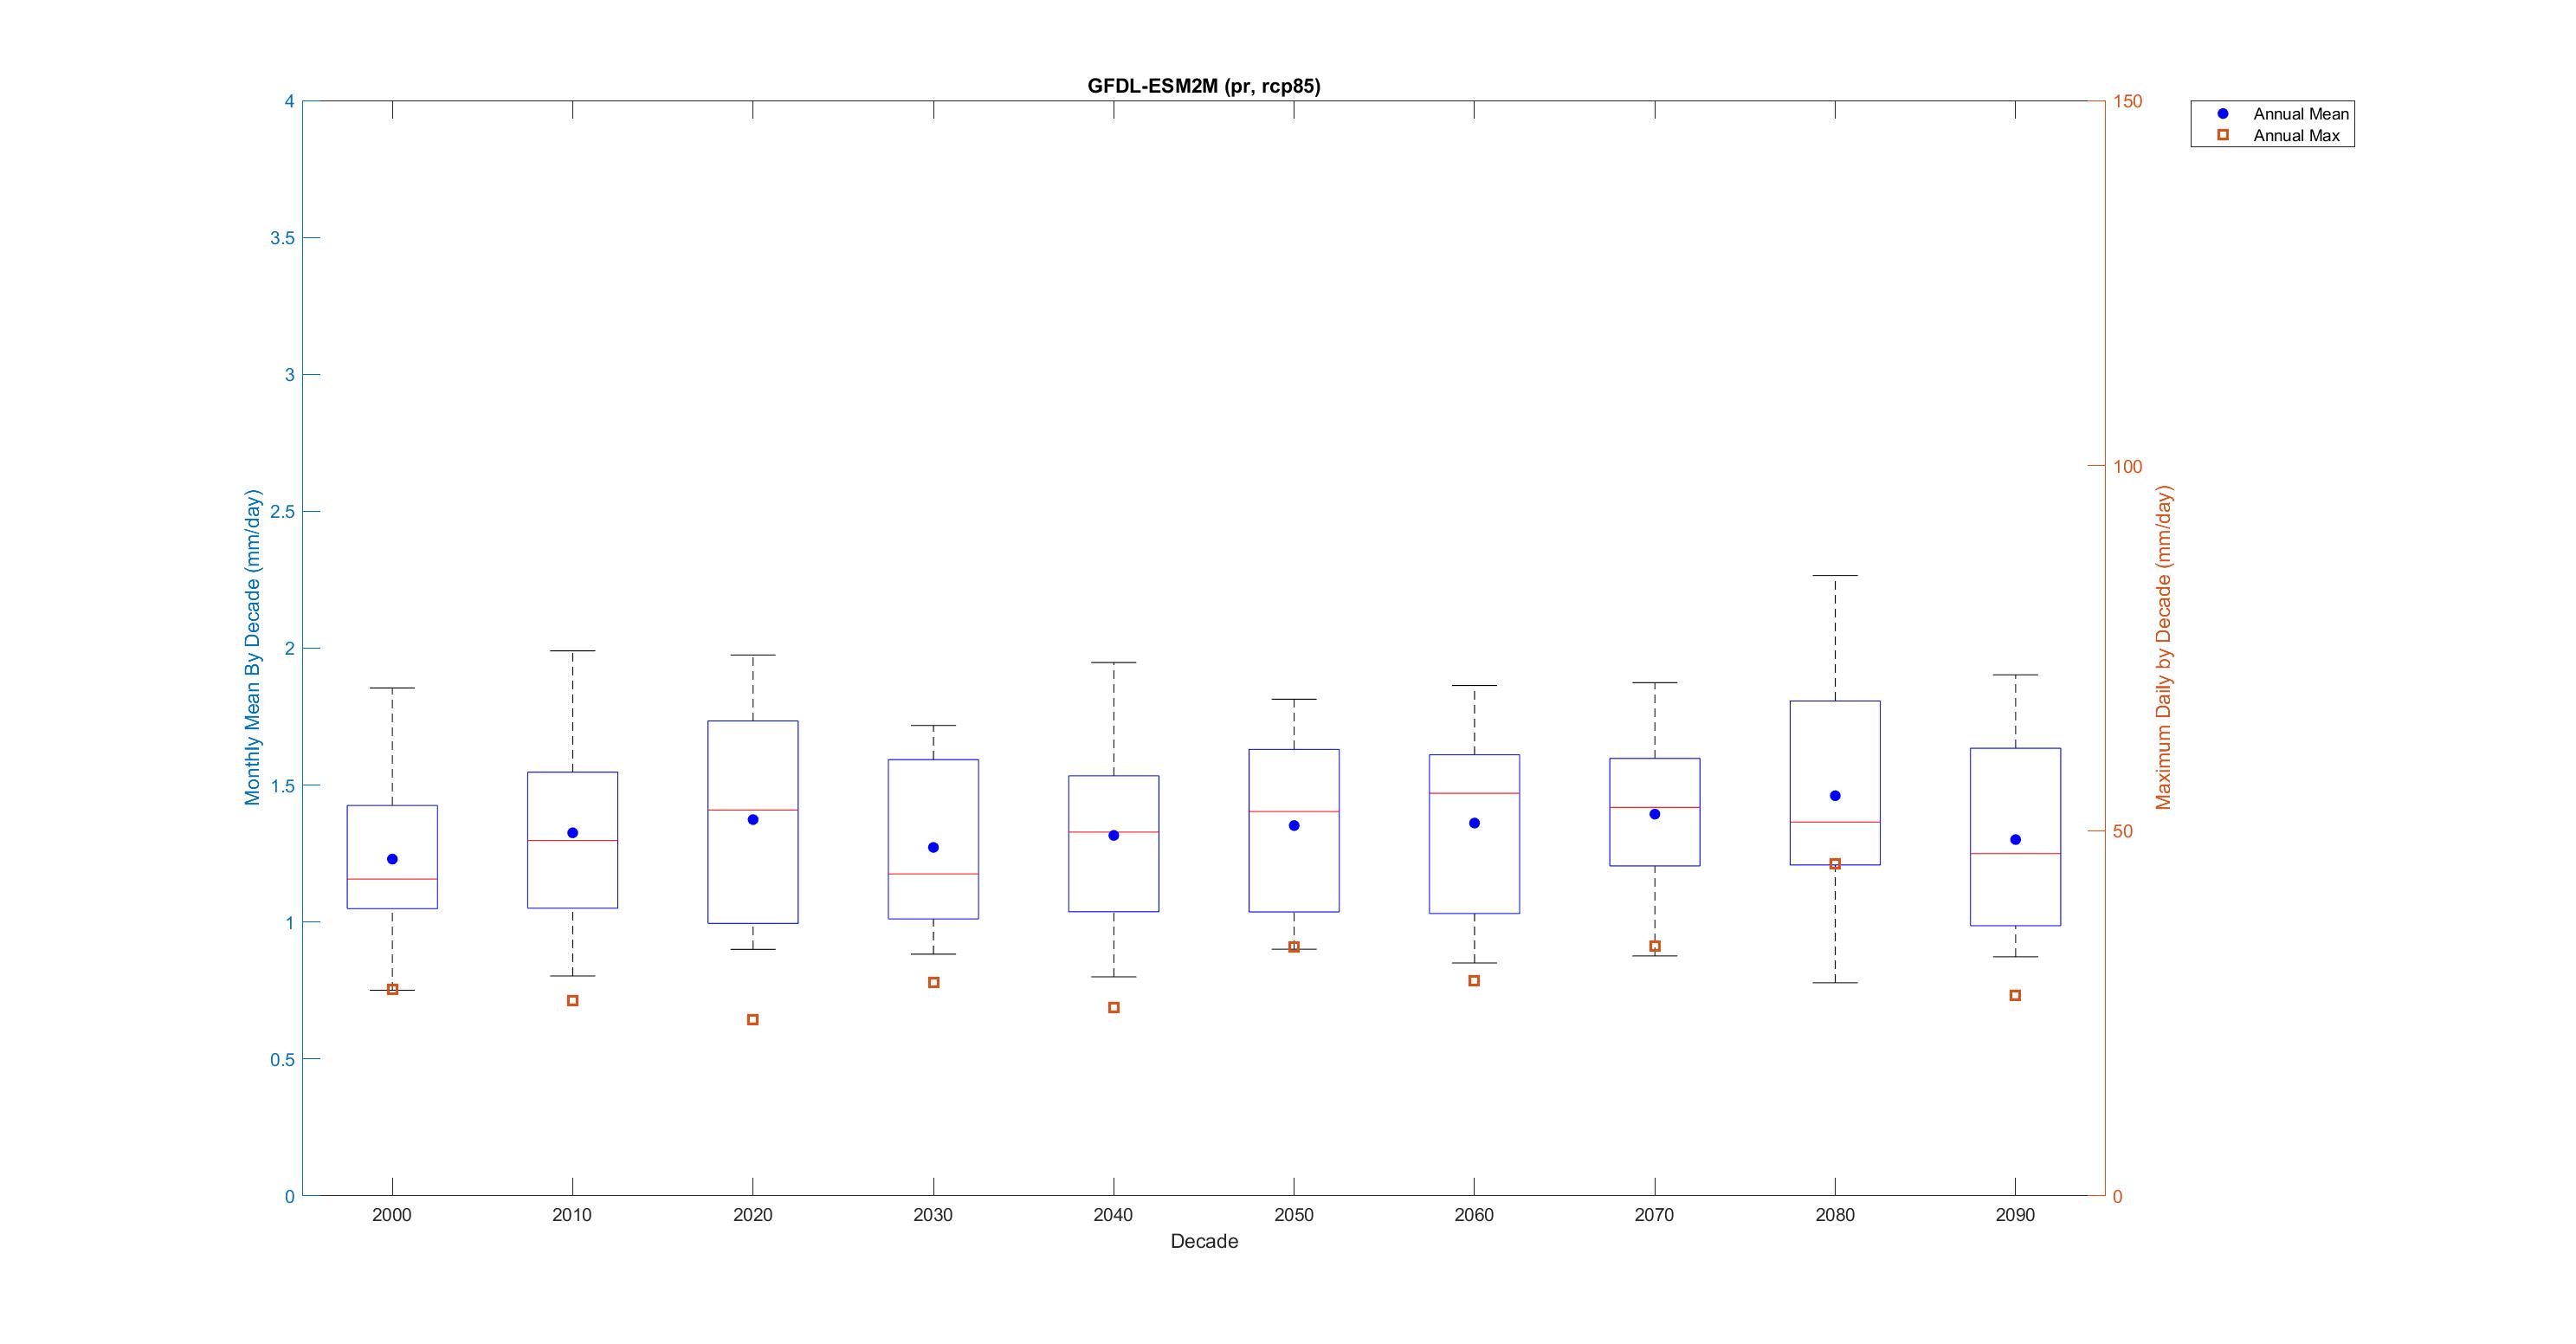 GFDL-ESM2M (pr, rcp85)
Annual Mean
Annual Max
Monthly Mean By Decade (mm/day)
4
3.5
3
2.5
2
1.5
1
0.5
0
150
100
50
0
Maximum Daily by Decade (mm/day)
2000 2010 2020 2030 2040 2050 2060 2070 2080 2090
Decade